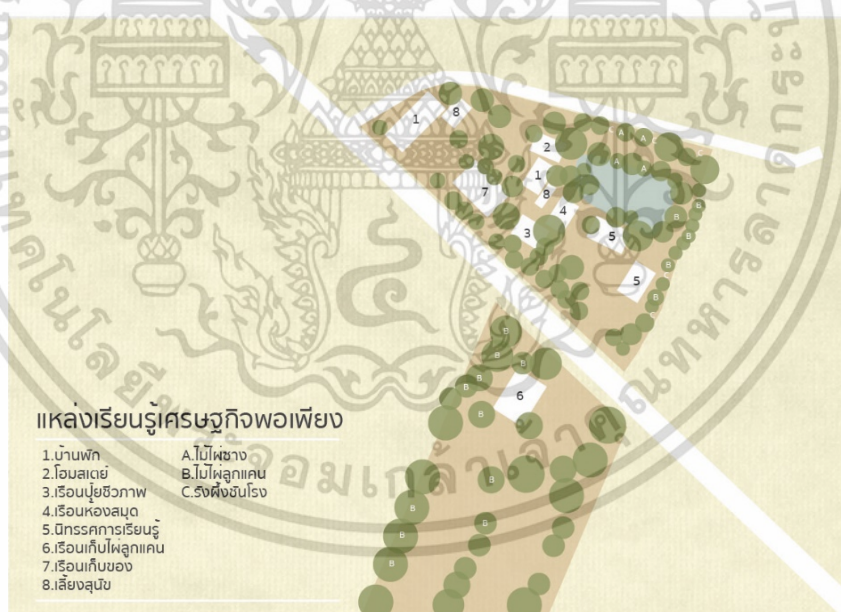 1
8
A
A
A
2
A
A
1
7
8
4
B
3
5
B
B
B
5
B
B
B
B
B
B
6
B
B
B
B
B
B
B
แหล่งเรียนรู้เศรษฐกิจพอเพียง
1.บ้านพัก
2.โฮมสเตย์
3.เรือนปุ๋ยชีวภาพ
4.เรือนห้องสมุด
5.นิทรรศการเรียนรู้
6.เรือนเก็บไผ่ลูกแคน
7.เรือนเก็บของ
8.เลี้ยงสุนัข
A.ไม้ไผ่ซาง
B.ไม้ไผ่ลูกแคน
C.รังผึ้งชันโรง